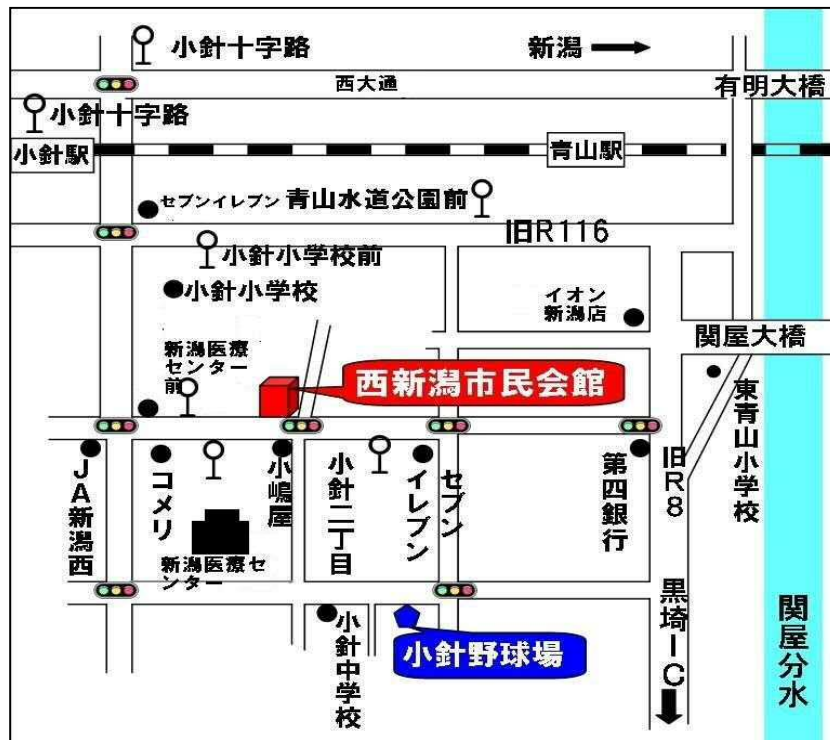 小針十字路
新潟
西大通
有明大橋
小針十字路
小針駅
青山駅
セブンイレブン
青山水道公園前
旧R116
小針小学校前
小針小学校
イオン
新潟店
関屋大橋
新潟医療
センター
前
西新潟市民会館
東青山小学校
JA新潟西
コメリ
小嶋屋
小針二丁目
セブン
イレブン
第四銀行
旧R8
新潟医療セ
ンター
黒埼IC
関屋分水
小針中学校
小針野球場